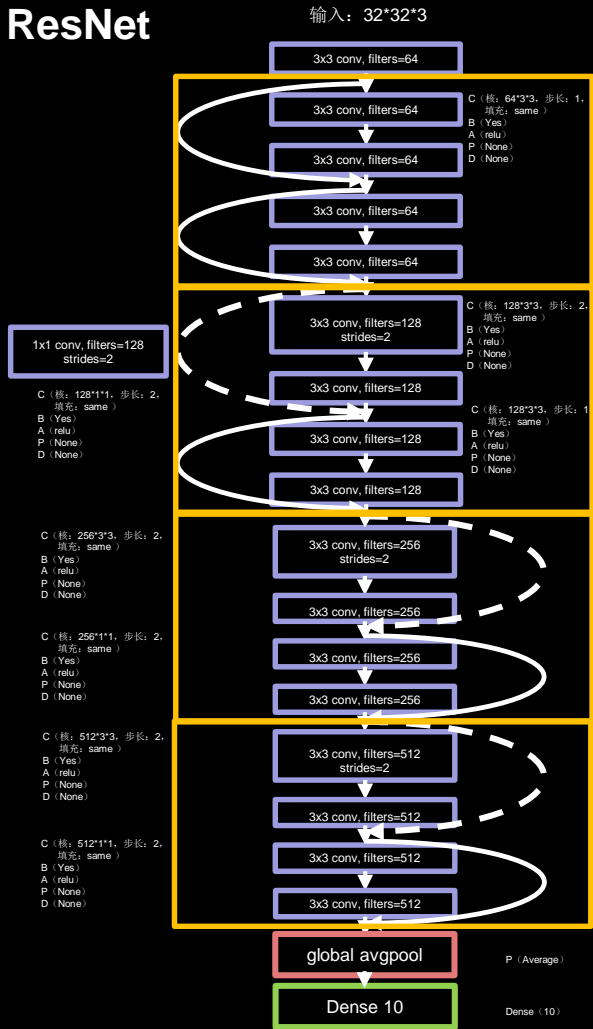 ResNet
输入：32*32*3
3x3 conv, filters=64
3x3 conv, filters=64
C（核：64*3*3，步长：1，
填充：same ）
B（Yes）
A（relu）
P（None）
D（None）
3x3 conv, filters=64
3x3 conv, filters=64
3x3 conv, filters=64
3x3 conv, filters=128
strides=2
C（核：128*3*3，步长：2，
填充：same ）
B（Yes）
A（relu）
P（None）
D（None）
1x1 conv, filters=128
strides=2
C（核：128*1*1，步长：2，
填充：same ）
B（Yes）
A（relu）
P（None）
D（None）
3x3 conv, filters=128
3x3 conv, filters=128
C（核：128*3*3，步长：1
填充：same ）
B（Yes）
A（relu）
P（None）
D（None）
3x3 conv, filters=128
C（核：256*3*3，步长：2，
填充：same ）
B（Yes）
A（relu）
P（None）
D（None）
3x3 conv, filters=256
strides=2
3x3 conv, filters=256
C（核：256*1*1，步长：2，
填充：same ）
B（Yes）
A（relu）
P（None）
D（None）
3x3 conv, filters=256
3x3 conv, filters=256
C（核：512*3*3，步长：2，
填充：same ）
B（Yes）
A（relu）
P（None）
D（None）
3x3 conv, filters=512
strides=2
3x3 conv, filters=512
C（核：512*1*1，步长：2，
填充：same ）
B（Yes）
A（relu）
P（None）
D（None）
3x3 conv, filters=512
3x3 conv, filters=512
global avgpool
P（Average）
Dense 10
Dense（10）